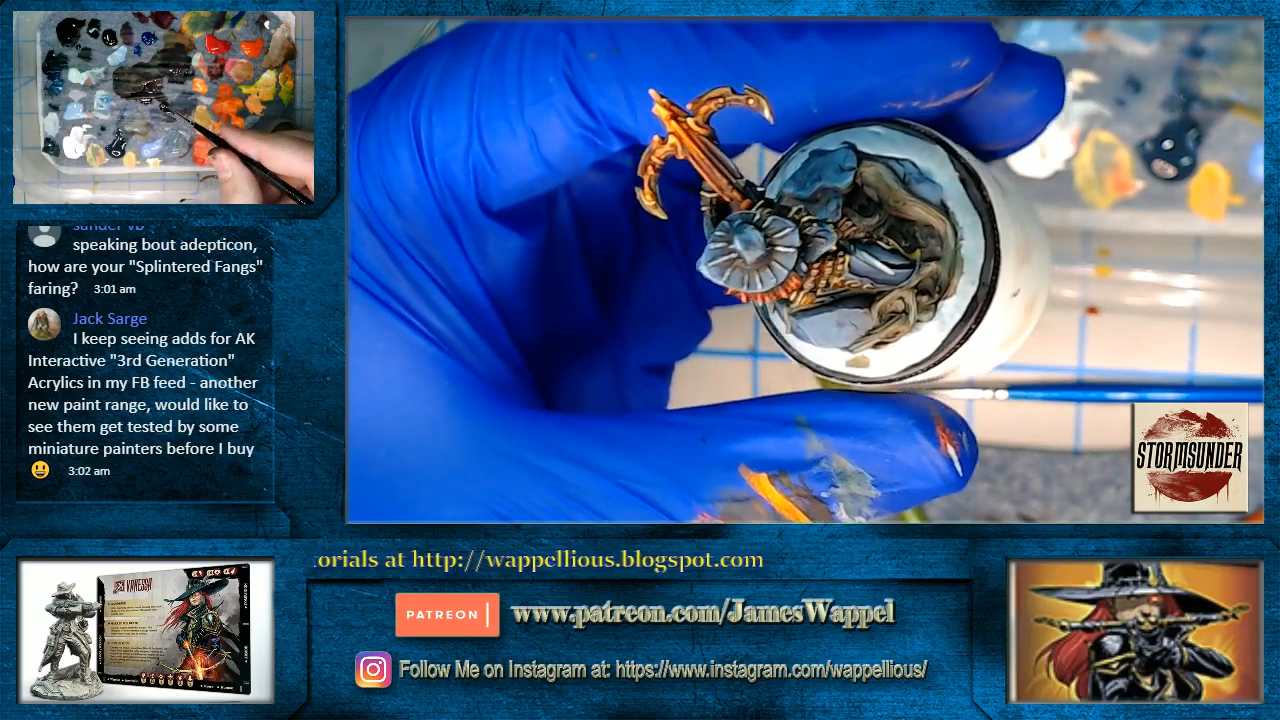 sander vb
speaking bout adepticon,
how are your "Splintered Fangs"
faring? 3:01 am
Jack Sarge
I keep seeing adds for AK
Interactive "3rd Generation"
Acrylics in my FB feed - another
new paint range, would like to
see them get tested by some
miniature painters before I buy
3:02 am
STORMSUNDER
VANESSA
orials at http://wappellious.blogspot.com
PATREON
www.patreon.com/JamesWappel
Follow Me on Instagram at: https://www.instagram.com/wappellious/